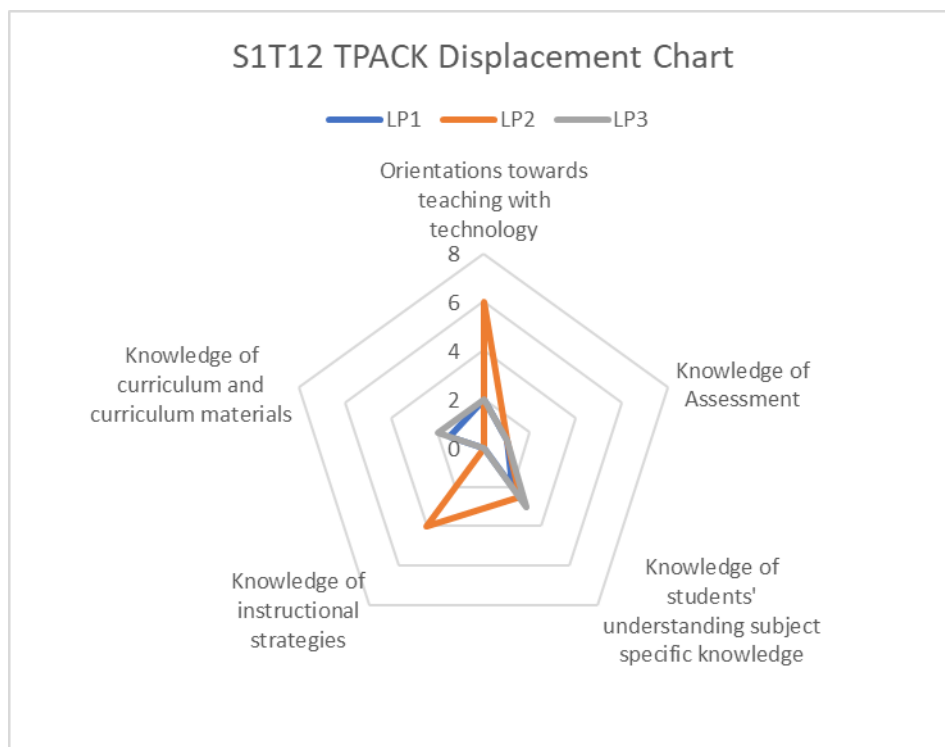 S1T12 TPACK Displacement Chart
LP1 LP2 LP3
Orientations towards
teaching with
technology
8
6
4
2
0
Knowledge of
Assessment
Knowledge of
students'
understanding subject
specific knowledge
Knowledge of
instructional
strategies
Knowledge of
curriculum and
curriculum materials